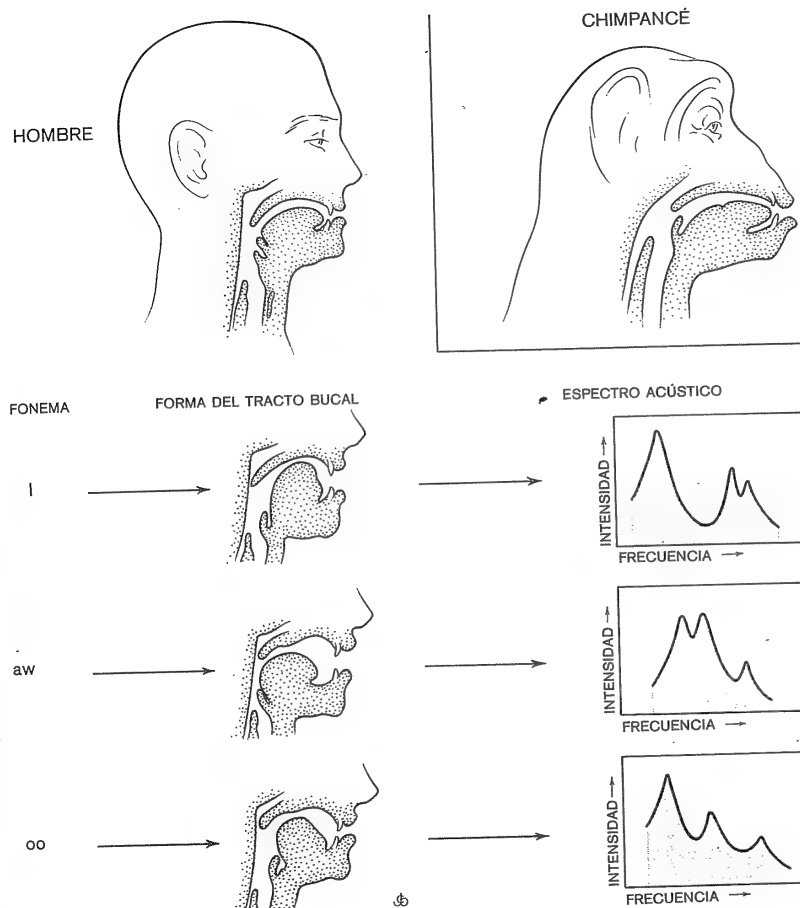 CHIMPANCÉ
HOMBRE
FONEMA
FORMA DEL TRACTO BUCAL
ESPECTRO ACÚSTICO
I
INTENSIDAD →
FRECUENCIA →
aw
INTENSIDAD →
FRECUENCIA →
oo
INTENSIDAD →
FRECUENCIA →